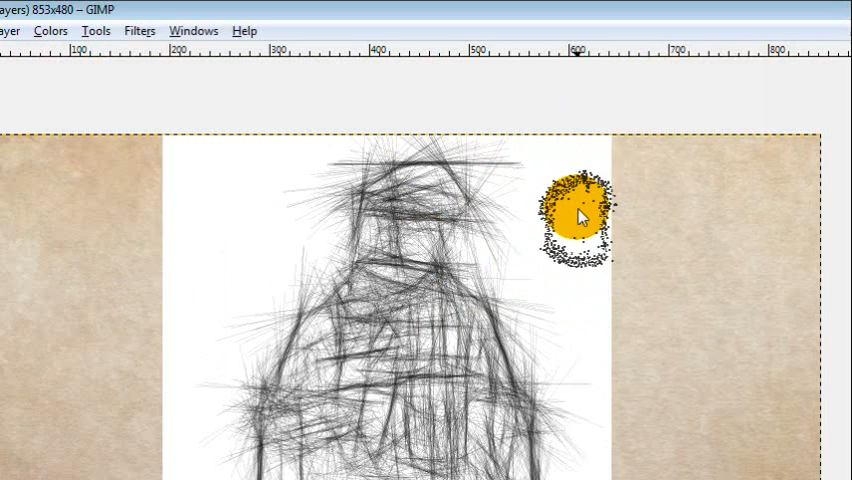 ayers) 853x480 – GIMP
ayer Colors Tools Filters Windows Help
100 200 300 400 500 600 700 800